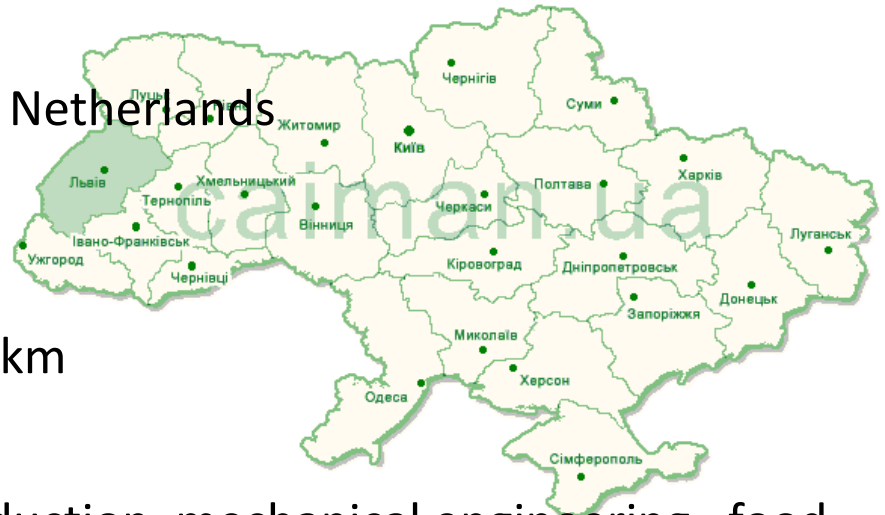 Чернігів
Луцьк
Netherlands
Рівне
Суми
Житомир
Київ
Львів
Хмельницький
Тернопіль
caiman.ua
Полтава
Харків
Черкаси
Вінниця
Івано-Франківськ
Луганськ
Ужгород
Чернівці
Кіровоград
Дніпропетровськ
Донецьк
Запоріжжя
Миколаїв
km
Херсон
Одеса
Сімферополь
mechanical engineering, food